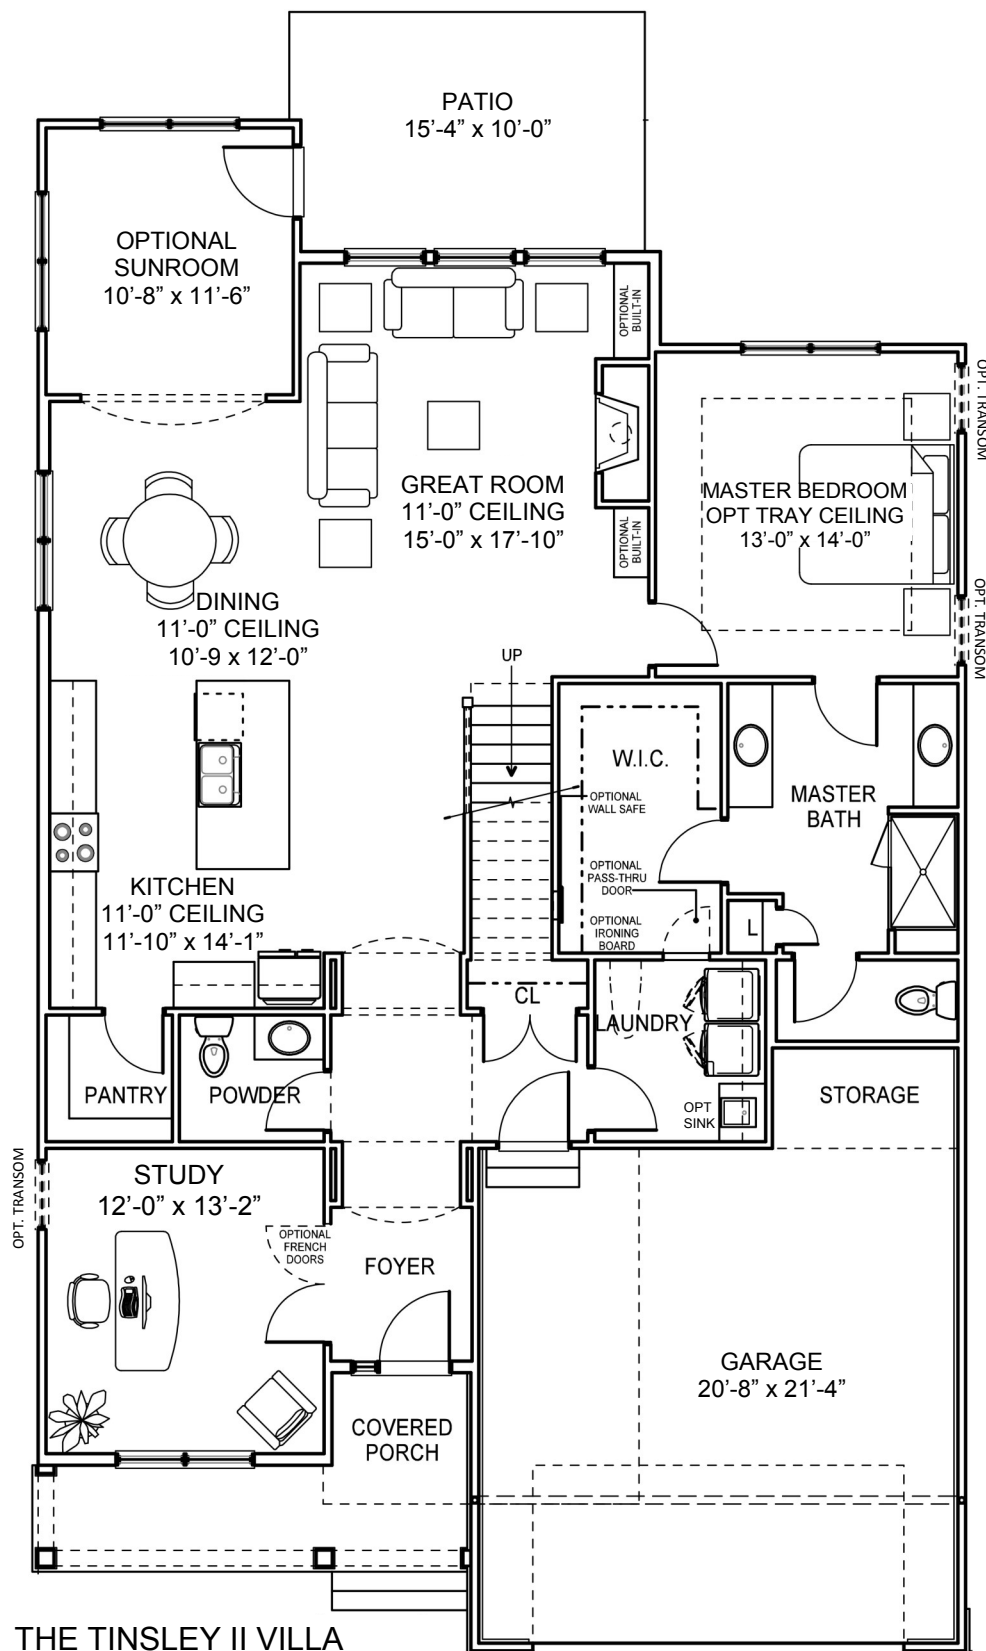 PATIO
15’-4” x 10’-0”
OPTIONAL
SUNROOM
10’-8” x 11’-6”
OPTIONAL
BUILT-IN
OPT. TRANSOM
GREAT ROOM
11’-0” CEILING
15’-0” x 17’-10”
MASTER BEDROOM
OPT TRAY CEILING
13’-0” x 14’-0”
OPTIONAL
BUILT-IN
OPT. TRANSOM
DINING
11’-0” CEILING
10’-9 x 12’-0”
UP
W.I.C.
OPTIONAL
WALL SAFE
MASTER
BATH
OPTIONAL
PASS-THRU
DOOR
OPTIONAL
IRONING
BOARD
L
KITCHEN
11’-0” CEILING
11’-10” x 14’-1”
CL
LAUNDRY
PANTRY
POWDER
OPT
SINK
STORAGE
OPT. TRANSOM
STUDY
12’-0” x 13’-2”
OPTIONAL
FRENCH
DOORS
FOYER
GARAGE
20’-8” x 21’-4”
COVERED
PORCH
THE TINSLEY II VILLA